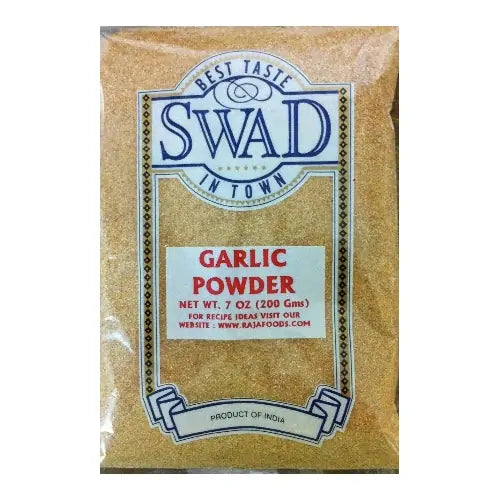 BEST TASTE
SWAD
IN TOWN
GARLIC
POWDER
NET WT. 7 OZ (200 Gms)
FOR RECIPE IDEAS VISIT OUR
WEBSITE : WWW.RAJAFOODS.COM
PRODUCT OF INDIA